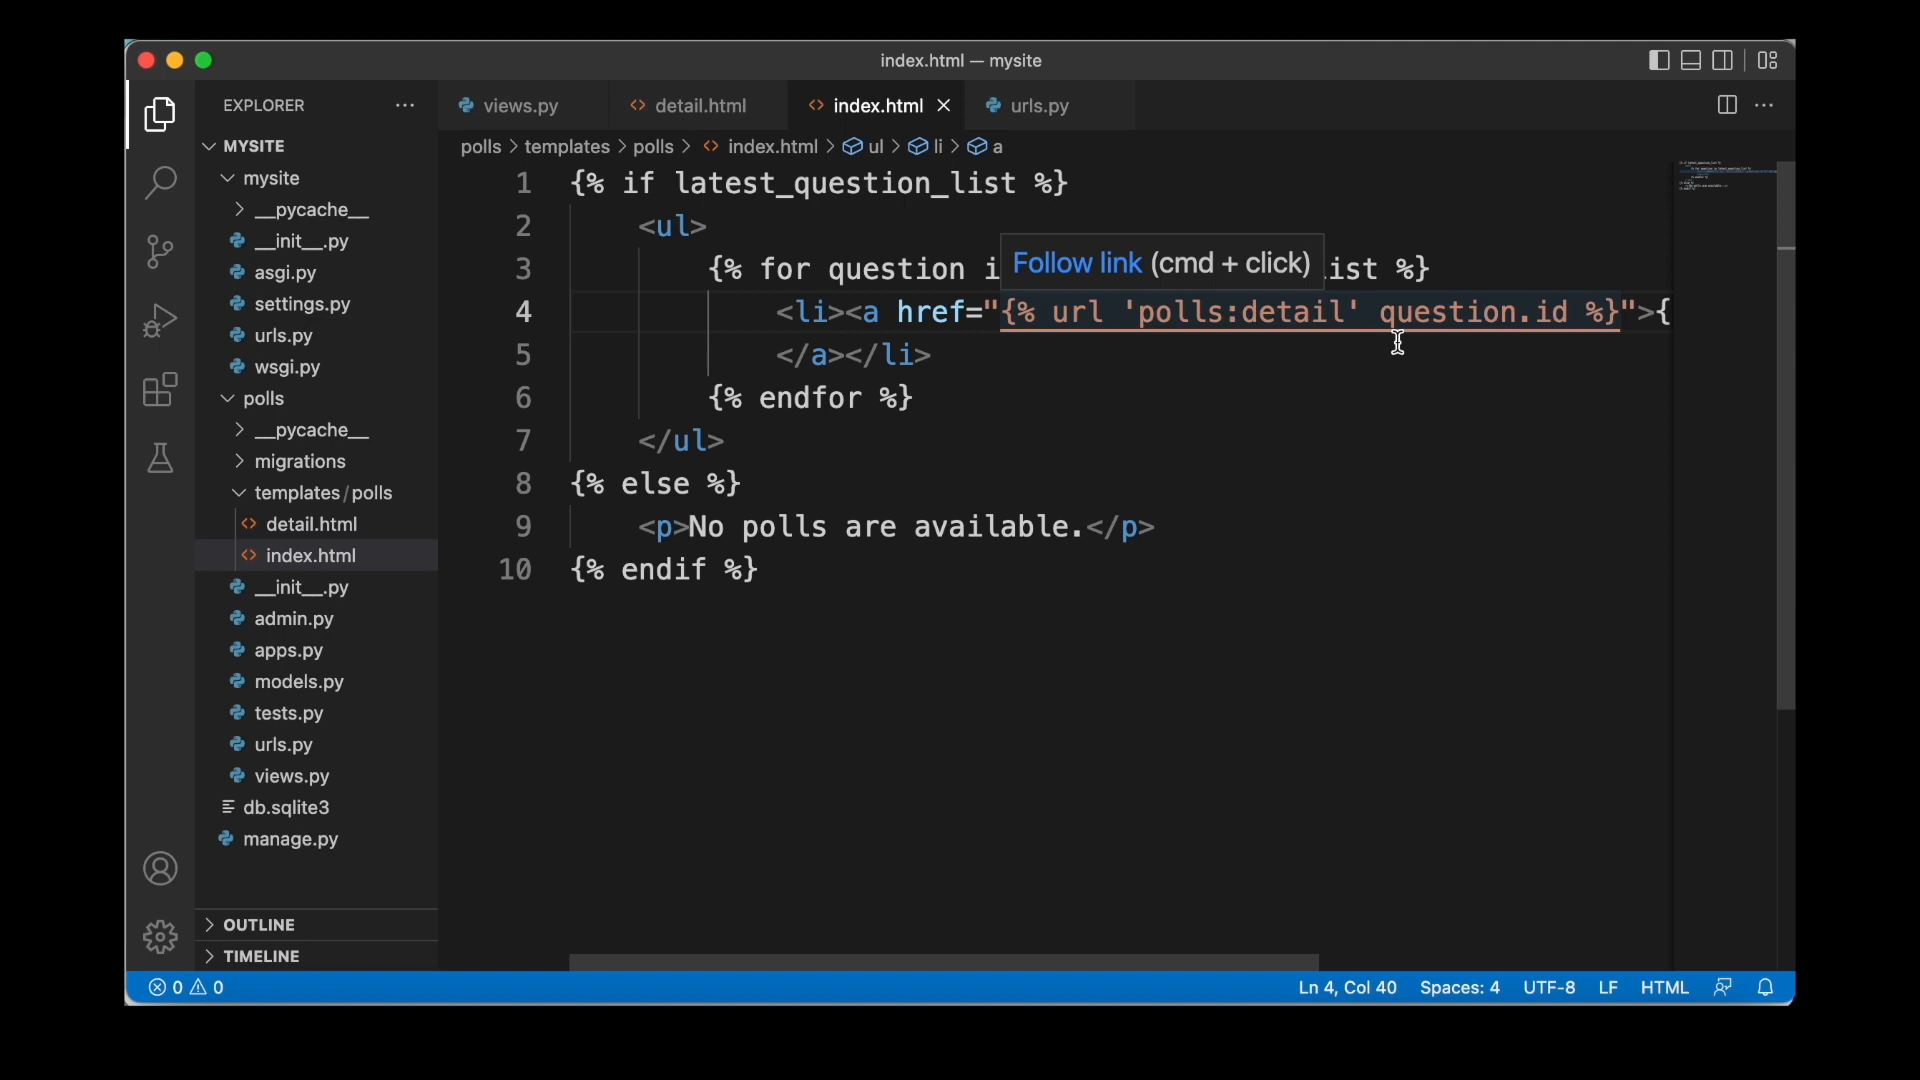 index.html — mysite
EXPLORER
views.py
detail.html
index.html
urls.py
polls > templates > polls > index.html > ul > li > a
MYSITE
mysite
__pycache__
__init__.py
asgi.py
settings.py
urls.py
wsgi.py
polls
__pycache__
migrations
templates/polls
detail.html
index.html
__init__.py
admin.py
apps.py
models.py
tests.py
urls.py
views.py
db.sqlite3
manage.py
OUTLINE
TIMELINE
1 {% if latest_question_list %}
2 <ul>
3 {% for question i
Follow link (cmd + click)
ist %}
4 <li><a href="{% url 'polls:detail' question.id %}">{
5 </a></li>
6 {% endfor %}
7 </ul>
8 {% else %}
9 <p>No polls are available.</p>
10 {% endif %}
0 0
Ln 4, Col 40
Spaces: 4
UTF-8
LF
HTML